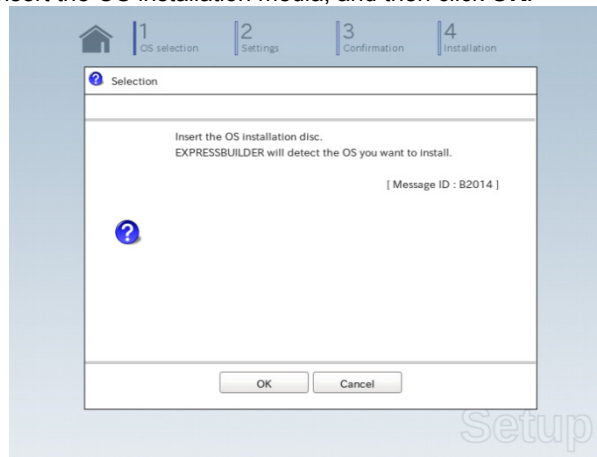 1
OS selection
2
Settings
3
Confirmation
4
Installation
Selection
Insert the OS installation disc.
EXPRESSBUILDER will detect the OS you want to install.
[ Message ID : B2014 ]
OK
Cancel
Setup